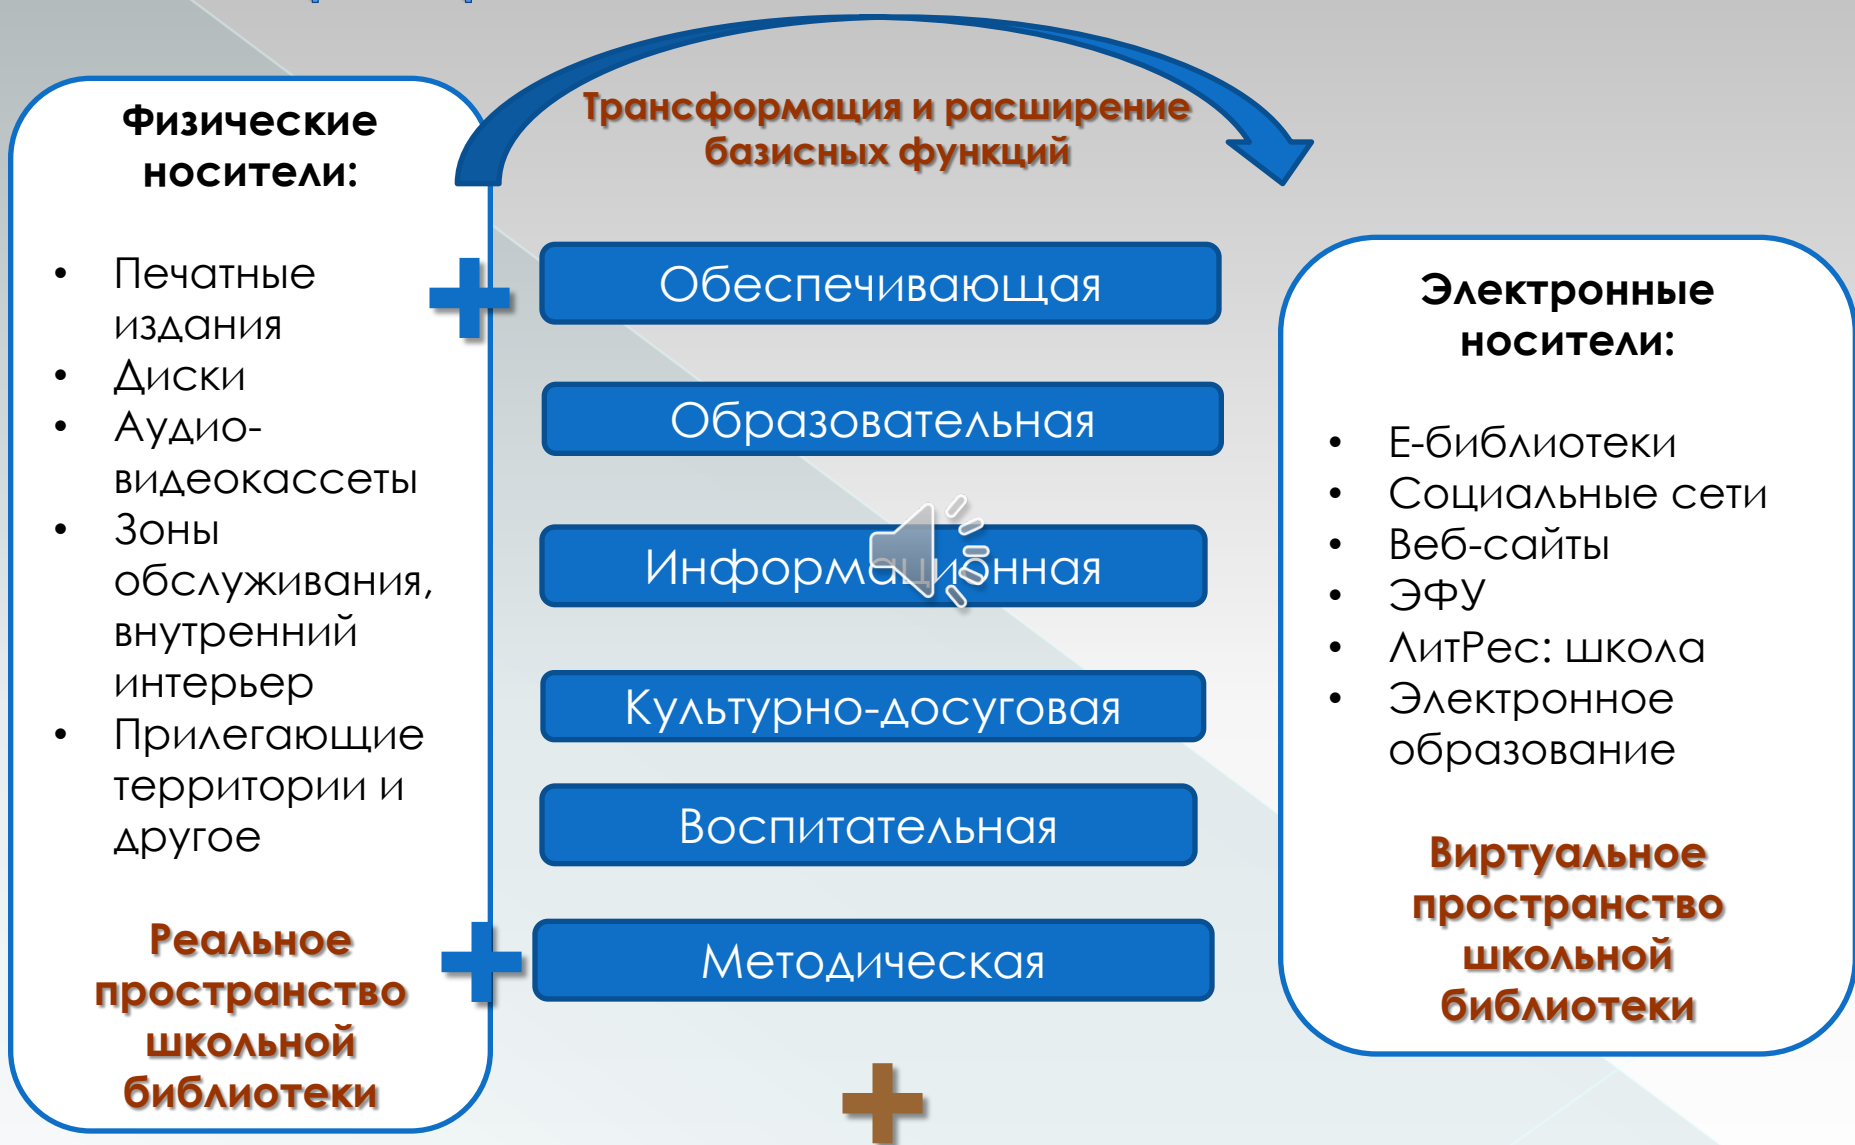 Физические
носители:
• Печатные
издания
• Диски
• Аудио-
видеокассеты
• Зоны
обслуживания,
внутренний
интерьер
• Прилегающие
территории и
другое
Реальное
пространство
школьной
библиотеки
Трансформация и расширение
базисных функций
Обеспечивающая
Образовательная
Информационная
Культурно-досуговая
Воспитательная
Методическая
Электронные
носители:
• Е-библиотеки
• Социальные сети
• Веб-сайты
• ЭФУ
• ЛитРес: школа
• Электронное
образование
Виртуальное
пространство
школьной
библиотеки